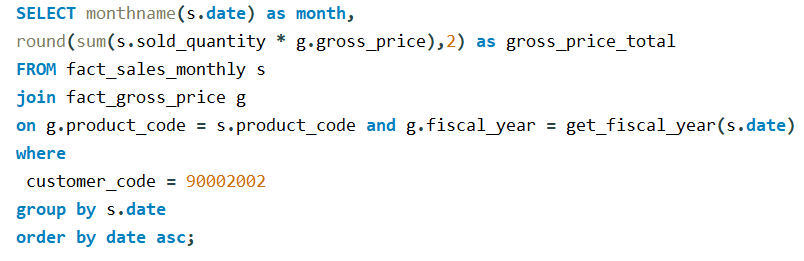 SELECT monthname(s.date) as month,
round(sum(s.sold_quantity * g.gross_price),2) as gross_price_total
FROM fact_sales_monthly s
join fact_gross_price g
on g.product_code = s.product_code and g.fiscal_year = get_fiscal_year(s.date)
where
 customer_code = 90002002
group by s.date
order by date asc;